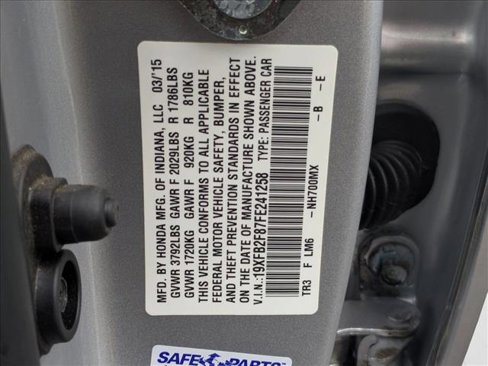 MFD. BY HONDA MFG. OF INDIANA, LLC 03/'15
GVWR 3792LBS GAWR F 2029LBS R 1786LBS
GVWR 1720KG GAWR F 920KG R 810KG
THIS VEHICLE CONFORMS TO ALL APPLICABLE
FEDERAL MOTOR VEHICLE SAFETY, BUMPER,
AND THEFT PREVENTION STANDARDS IN EFFECT
ON THE DATE OF MANUFACTURE SHOWN ABOVE.
V.I.N.:19XFB2F87FE241258 TYPE: PASSENGER CAR
TR3 F LM6 -NH700MX -B -E
SAFE PARTS